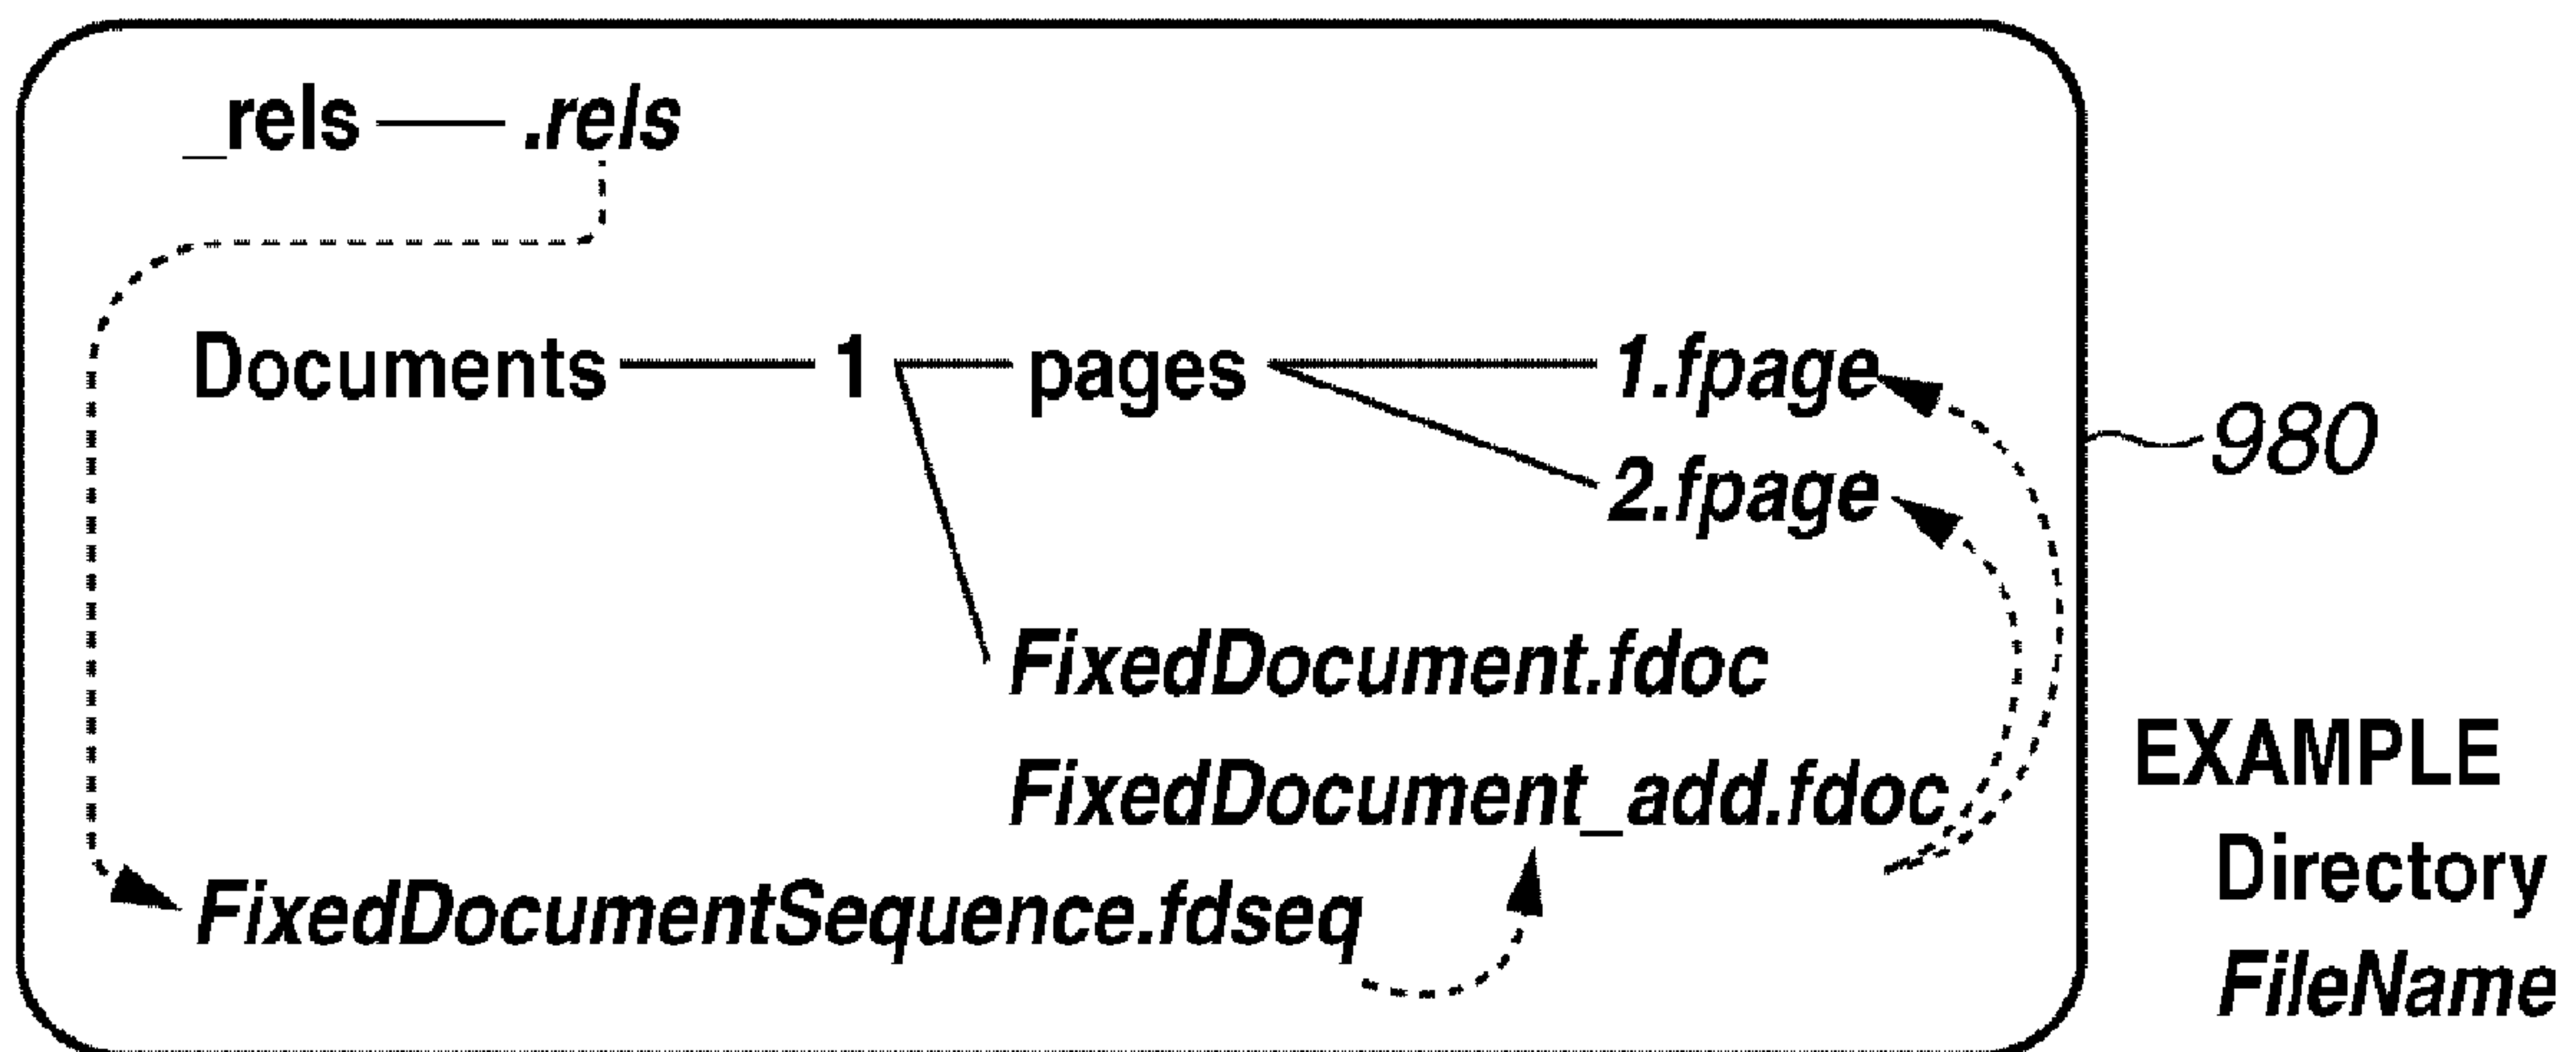 _rels .rels
Documents 1 pages 1.fpage
2.fpage
980
FixedDocument.fdoc
FixedDocument_add.fdoc
FixedDocumentSequence.fdseq
EXAMPLE
Directory
FileName